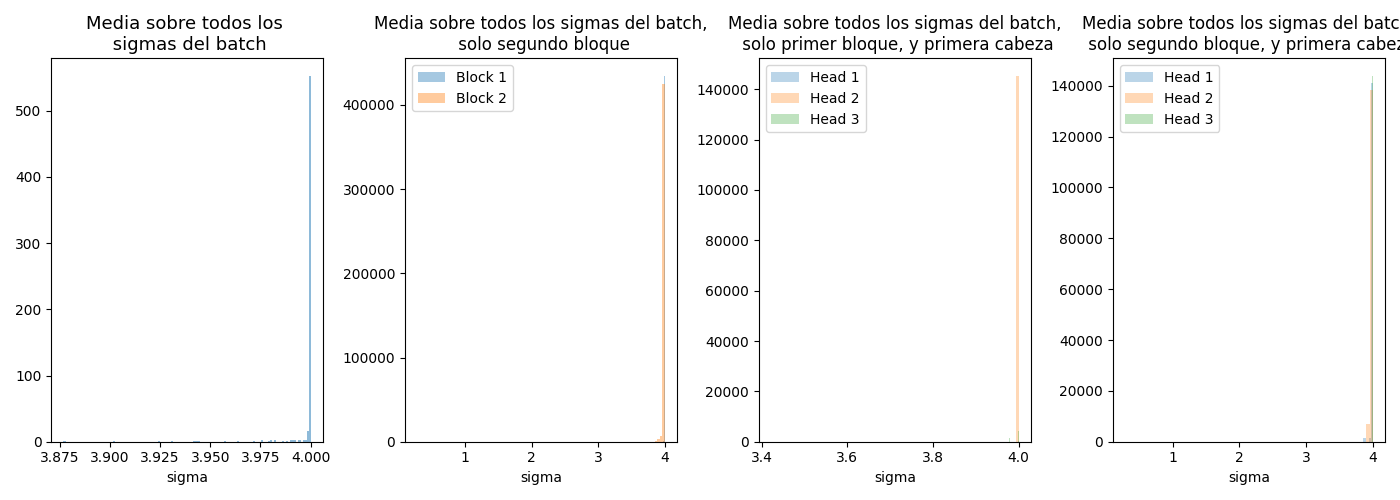 Media sobre todos los
sigmas del batch
500
400
300
200
100
0
3.875 3.900 3.925 3.950 3.975 4.000
sigma
Media sobre todos los sigmas del batch,
solo segundo bloque
Block 1
Block 2
400000
300000
200000
100000
0
1 2 3 4
sigma
Media sobre todos los sigmas del batch,
solo primer bloque, y primera cabeza
Head 1
Head 2
Head 3
140000
120000
100000
80000
60000
40000
20000
0
3.4 3.6 3.8 4.0
sigma
Media sobre todos los sigmas del batc
solo segundo bloque, y primera cabez
Head 1
Head 2
Head 3
140000
120000
100000
80000
60000
40000
20000
0
1 2 3 4
sigma